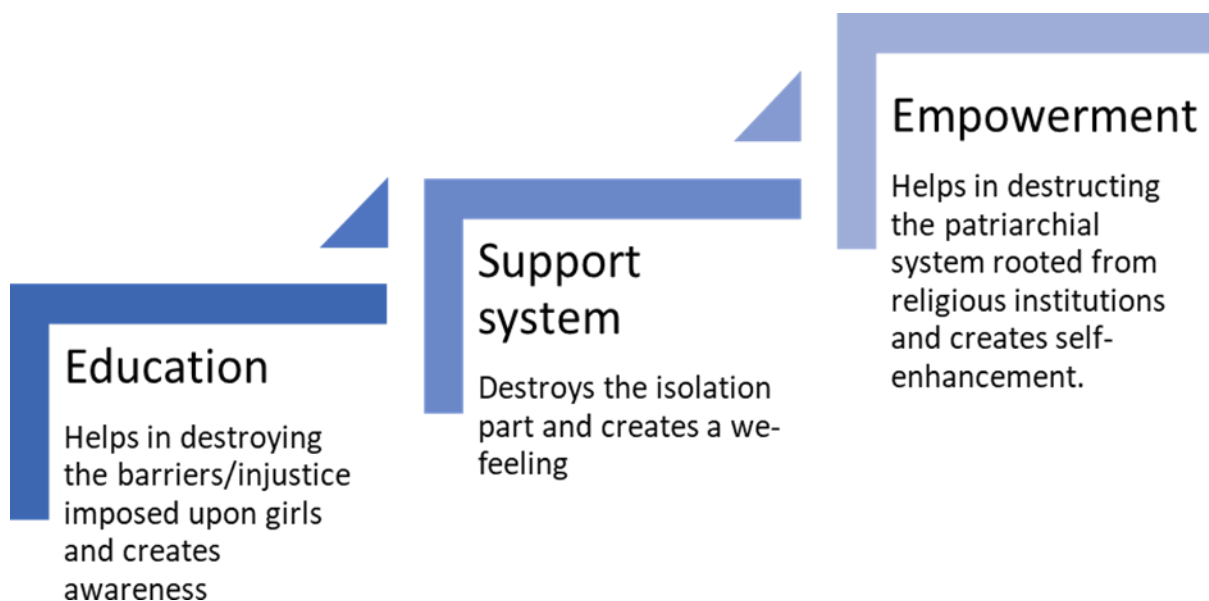 Education
Helps in destroying
the barriers/injustice
imposed upon girls
and creates
awareness
Support
system
Destroys the isolation
part and creates a we-
feeling
Empowerment
Helps in destructing
the patriarchial
system rooted from
religious institutions
and creates self-
enhancement.